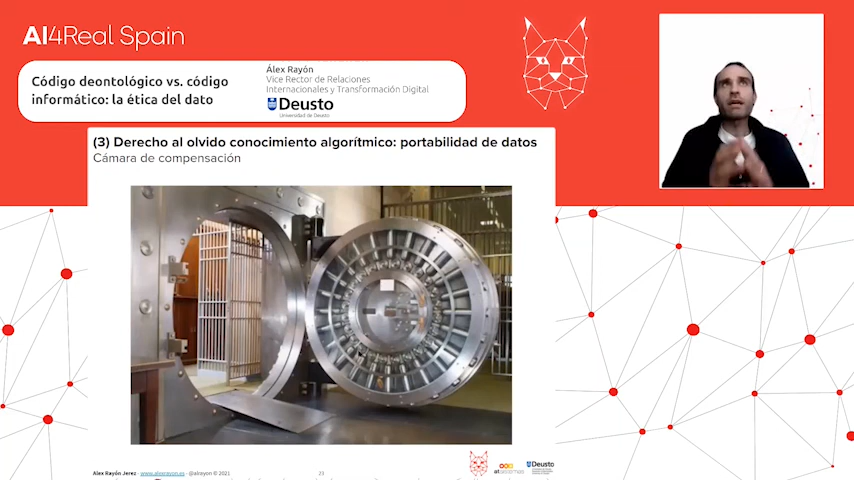 AI4Real Spain
Código deontológico vs. código
informático: la ética del dato
Álex Rayón
Vice Rector de Relaciones
Internacionales y Transformación Digital
Deusto
Universidad de Deusto
(3) Derecho al olvido conocimiento algorítmico: portabilidad de datos
Cámara de compensación
Alex Rayón Jerez - www.alexrayon.es - @alrayon © 2021
23
Deusto